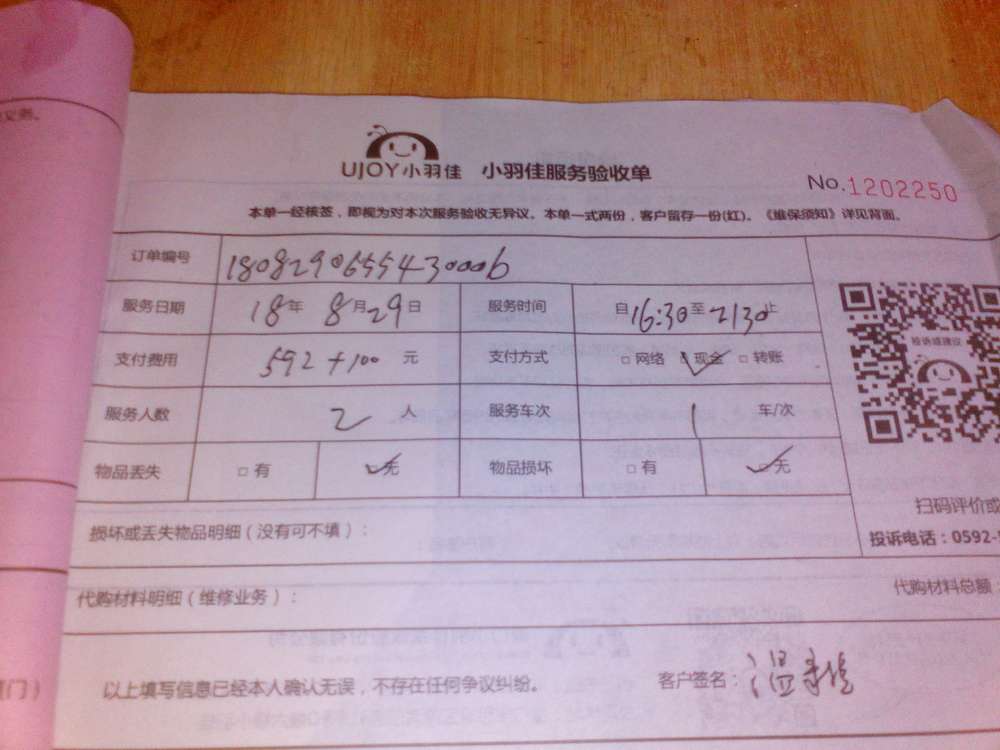 义务。
UJOY小羽佳 小羽佳服务验收单
No.1202250
本单一经核签，即视为对本次服务验收无异议。本单一式两份，客户留存一份(红)。《维保须知》详见背面。
订单编号 1808290655430006
服务日期 18年 8月29日 服务时间 自16:30至2130止
支付费用 592+100 元 支付方式 □网络 ✓现金 □转账
投诉或建议
服务人数 2 人 服务车次 1 车/次
物品丢失 □有 ✓无 物品损坏 □有 ✓无
扫码评价或
损坏或丢失物品明细（没有可不填）：
投诉电话：0592-
代购材料明细（维修业务）： 代购材料总额
门）
以上填写信息已经本人确认无误，不存在任何争议纠纷。 客户签名：温